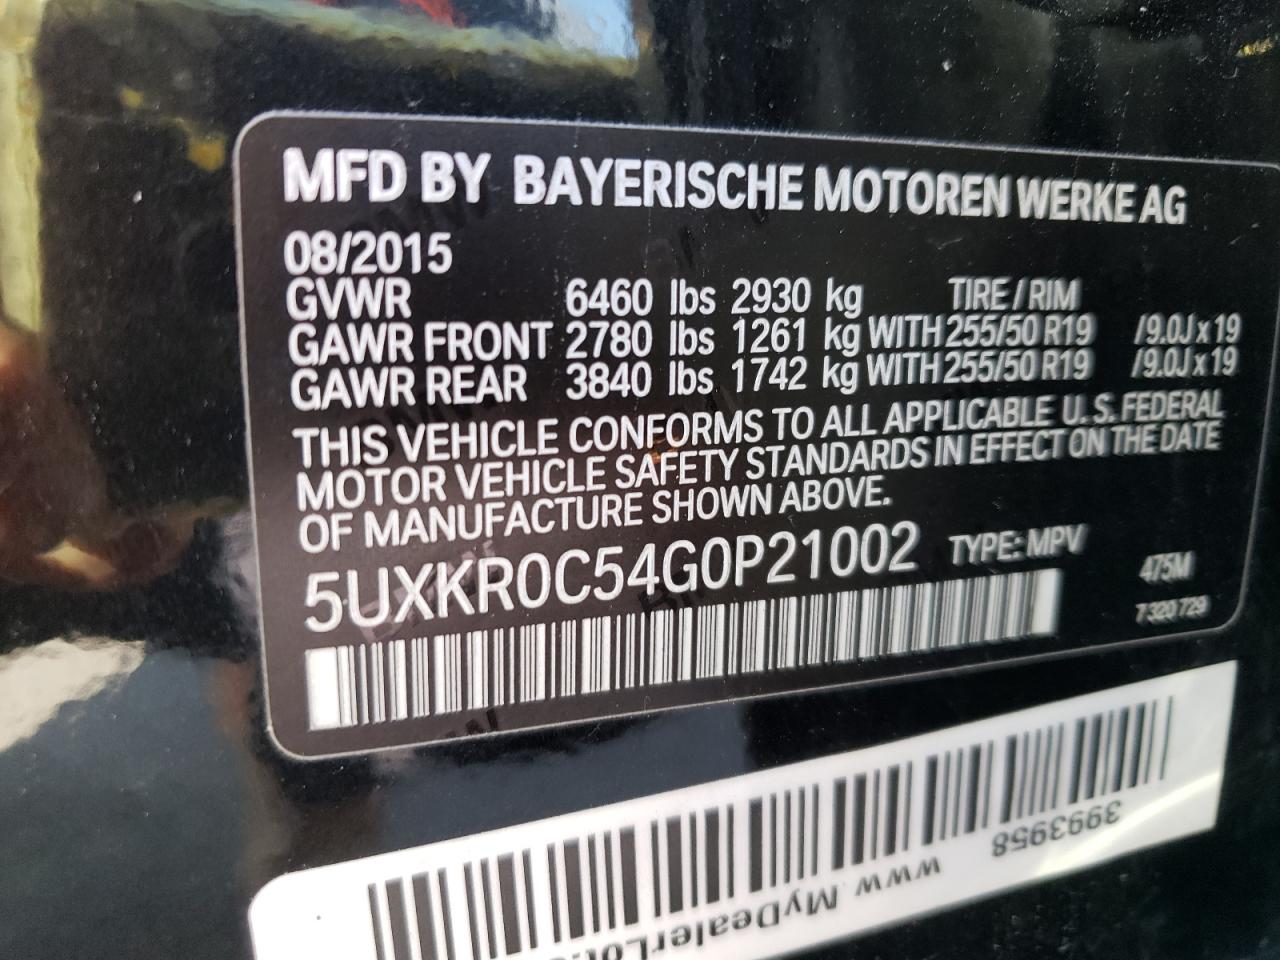 MFD BY BAYERISCHE MOTOREN WERKE AG
08/2015
GVWR 6460 lbs 2930 kg TIRE/RIM
GAWR FRONT 2780 lbs 1261 kg WITH 255/50 R19 /9.0J x 19
GAWR REAR 3840 lbs 1742 kg WITH 255/50 R19 /9.0J x 19
THIS VEHICLE CONFORMS TO ALL APPLICABLE U.S. FEDERAL
MOTOR VEHICLE SAFETY STANDARDS IN EFFECT ON THE DATE
OF MANUFACTURE SHOWN ABOVE.
5UXKR0C54G0P21002 TYPE: MPV
475M
7 320 729
3993958
www.MyDealerLot.